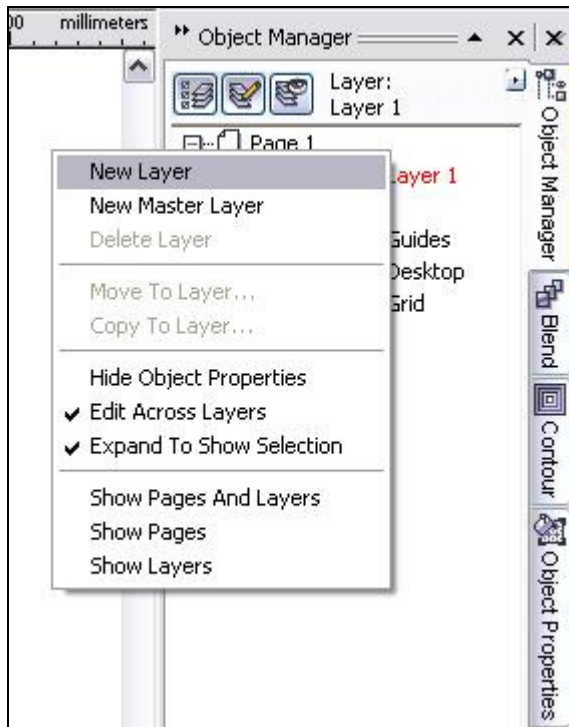 00 millimeters
Object Manager
Layer:
Layer 1
Page 1
New Layer
ayer 1
New Master Layer
Delete Layer
Guides
Desktop
Move To Layer...
Grid
Copy To Layer...
Hide Object Properties
Edit Across Layers
Expand To Show Selection
Show Pages And Layers
Show Pages
Show Layers
Object Manager
Blend
Contour
Object Properties